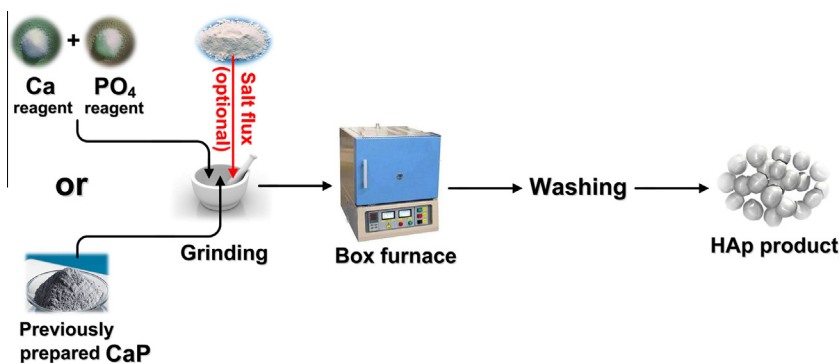 +
Ca
reagent
PO₄
reagent
Salt flux
(optional)
or
Grinding
Box furnace
Washing
HAp product
Previously
prepared CaP